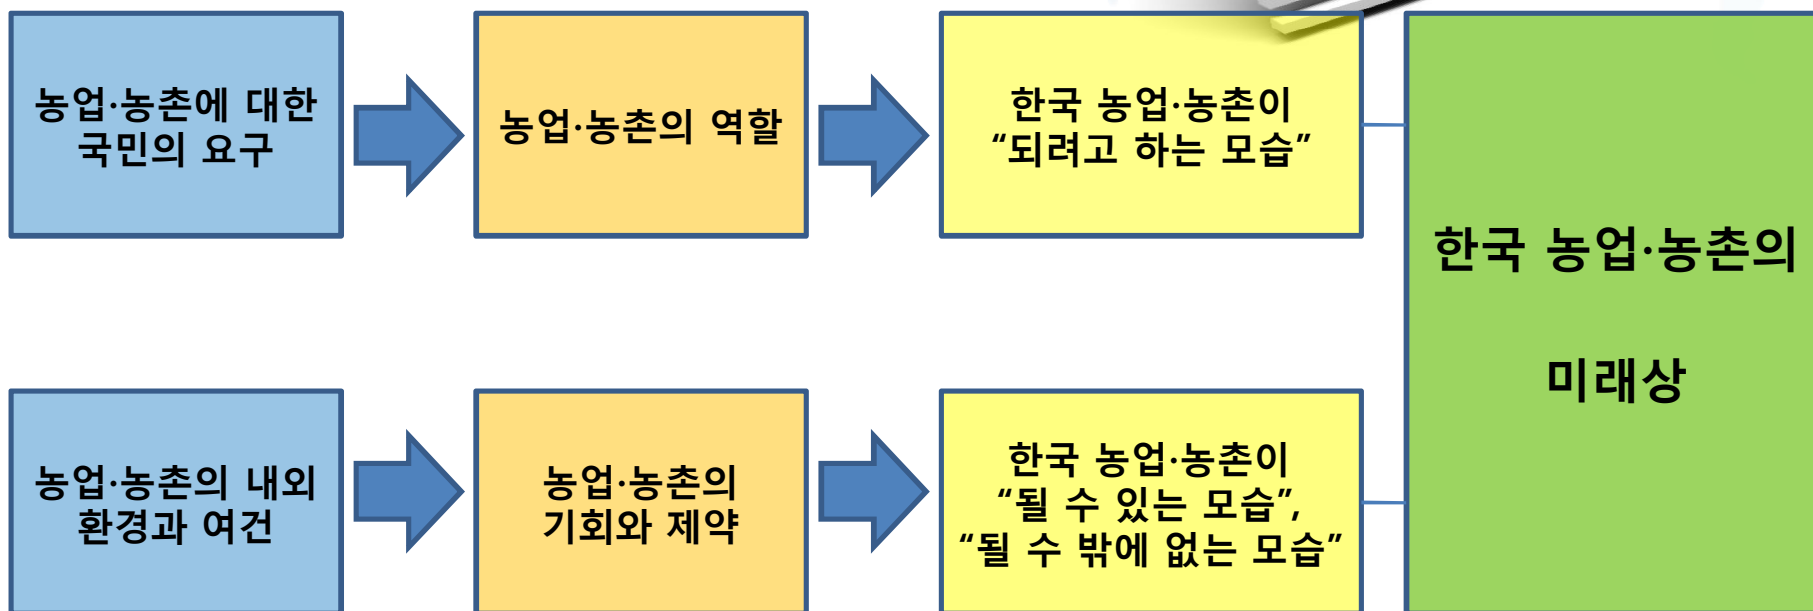 농업·농촌에 대한
국민의 요구
농업·농촌의 역할
한국 농업·농촌이
“되려고 하는 모습”
농업·농촌의 내외
환경과 여건
농업·농촌의
기회와 제약
한국 농업·농촌이
“될 수 있는 모습”,
“될 수 밖에 없는 모습”
한국 농업·농촌의
미래상